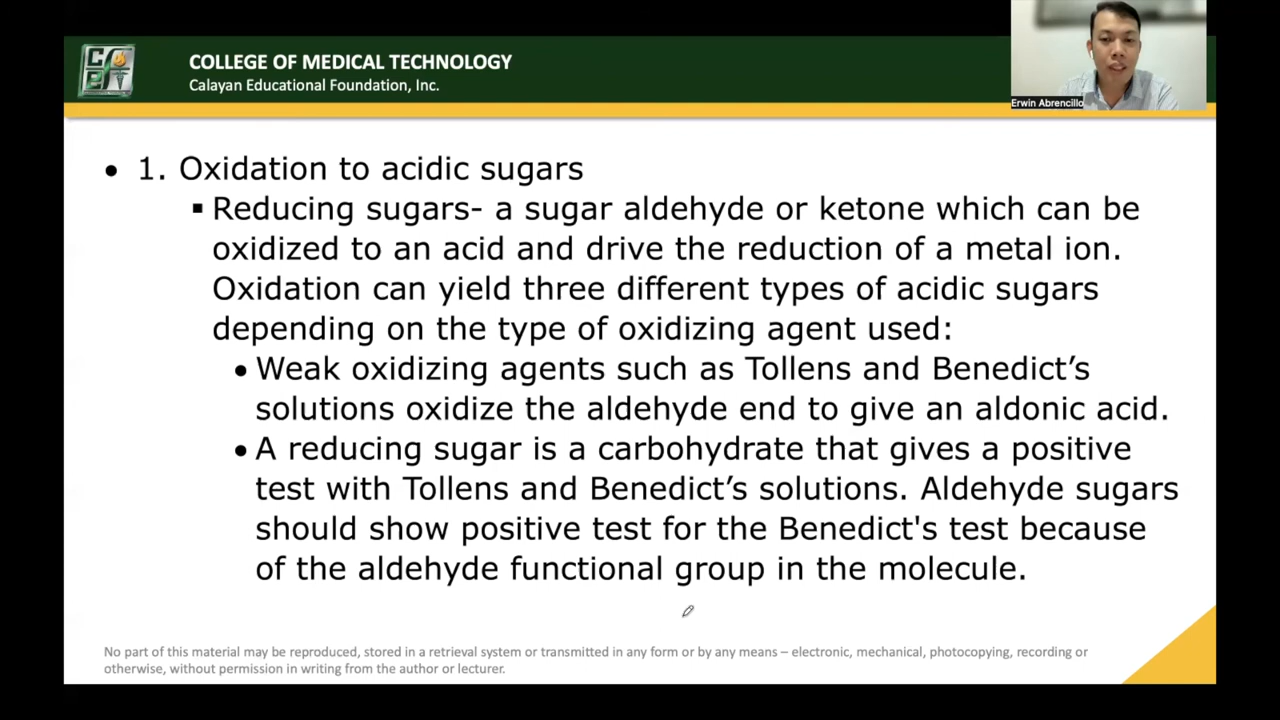 COLLEGE OF MEDICAL TECHNOLOGY
Calayan Educational Foundation, Inc.
Erwin Abrencillo
• 1. Oxidation to acidic sugars
▪ Reducing sugars- a sugar aldehyde or ketone which can be
oxidized to an acid and drive the reduction of a metal ion.
Oxidation can yield three different types of acidic sugars
depending on the type of oxidizing agent used:
• Weak oxidizing agents such as Tollens and Benedict’s
solutions oxidize the aldehyde end to give an aldonic acid.
• A reducing sugar is a carbohydrate that gives a positive
test with Tollens and Benedict’s solutions. Aldehyde sugars
should show positive test for the Benedict's test because
of the aldehyde functional group in the molecule.
No part of this material may be reproduced, stored in a retrieval system or transmitted in any form or by any means – electronic, mechanical, photocopying, recording or
otherwise, without permission in writing from the author or lecturer.